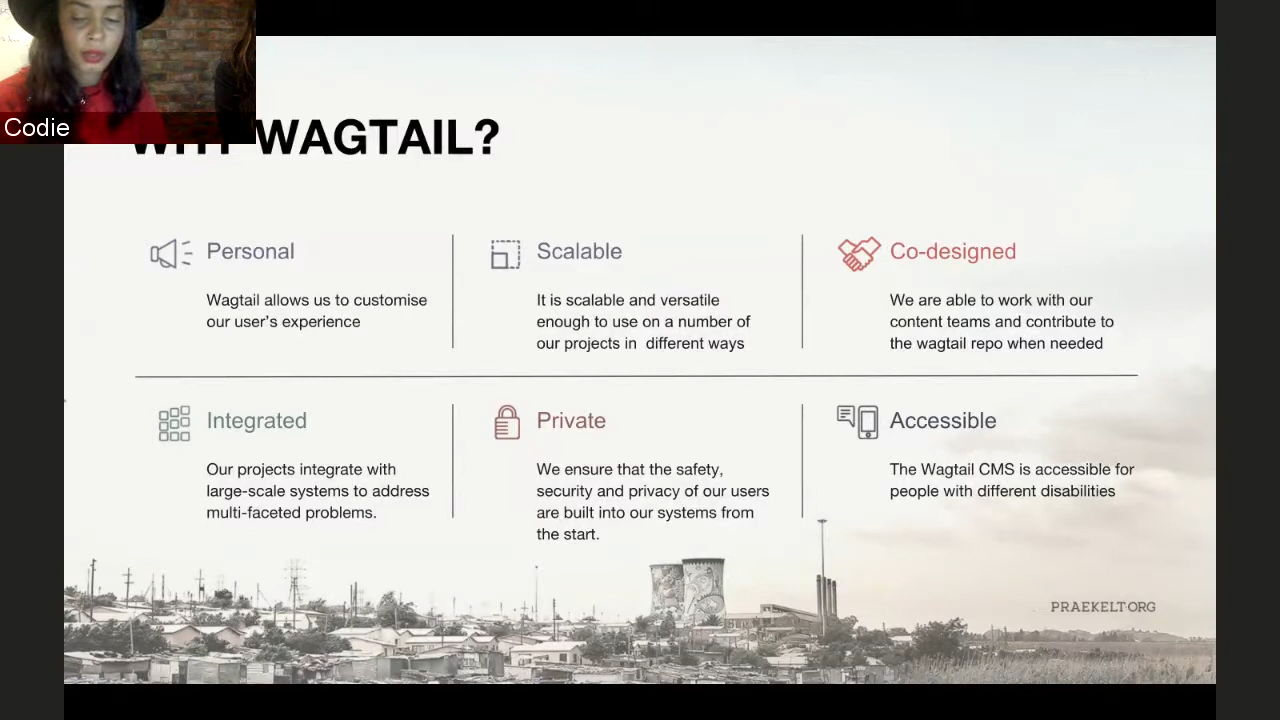 Codie
WHY WAGTAIL?
Personal
Wagtail allows us to customise
our user's experience
Scalable
It is scalable and versatile
enough to use on a number of
our projects in different ways
Co-designed
We are able to work with our
content teams and contribute to
the wagtail repo when needed
Integrated
Our projects integrate with
large-scale systems to address
multi-faceted problems.
Private
We ensure that the safety,
security and privacy of our users
are built into our systems from
the start.
Accessible
The Wagtail CMS is accessible for
people with different disabilities
PRAEKELT.ORG